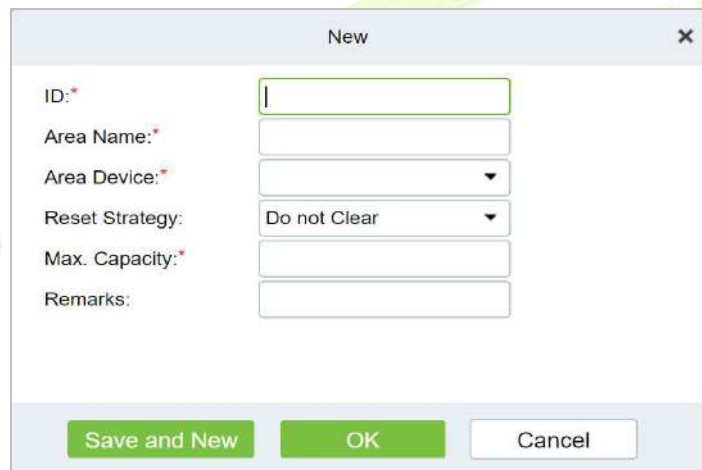 New
ID:*
Area Name:*
Area Device:*
Reset Strategy: Do not Clear
Max. Capacity:*
Remarks:
Save and New OK Cancel